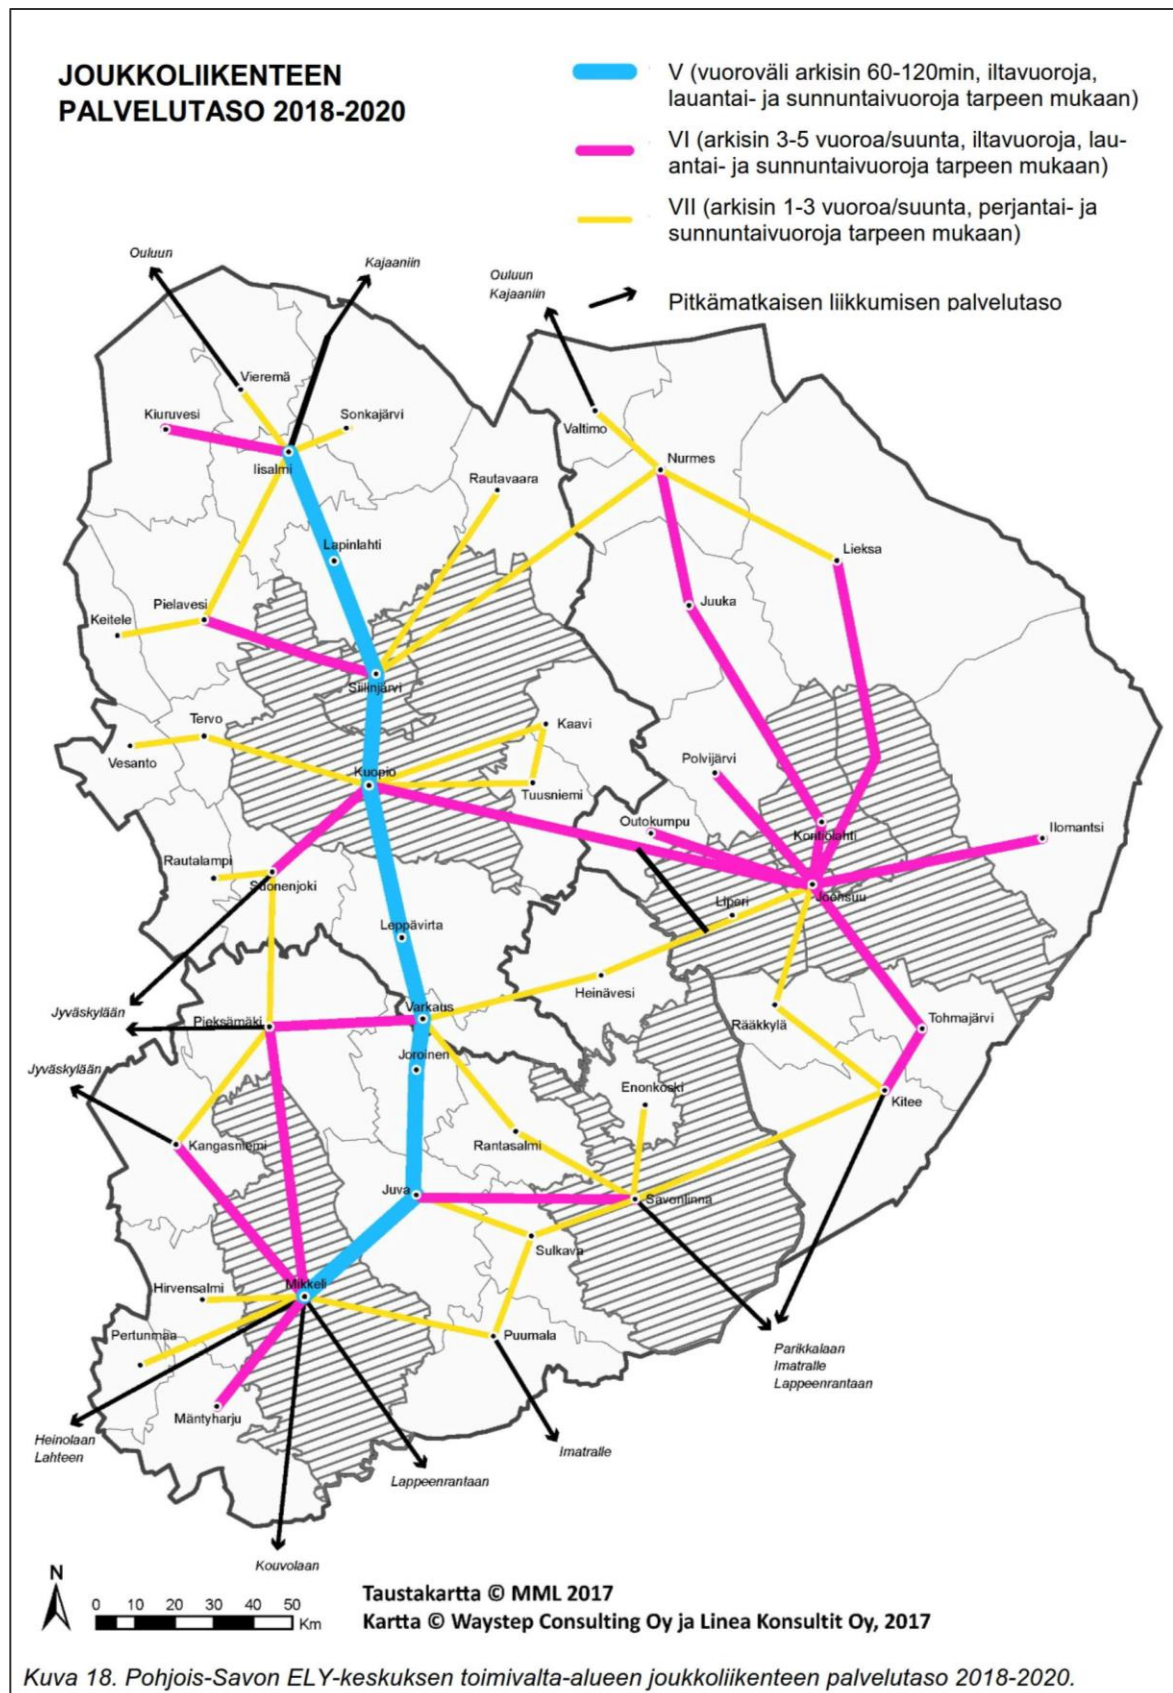 JOUKKOLIIKENTEEN
PALVELUTASO 2018-2020
V (vuoroväli arkisin 60-120min, iltavuoroja,
lauantai- ja sunnuntaivuoroja tarpeen mukaan)
VI (arkisin 3-5 vuoroa/suunta, iltavuoroja, lau-
antai- ja sunnuntaivuoroja tarpeen mukaan)
VII (arkisin 1-3 vuoroa/suunta, perjantai- ja
sunnuntaivuoroja tarpeen mukaan)
Pitkämatkaisen liikkumisen palvelutaso
Ouluun
Kajaaniin
Ouluun
Kajaaniin
Vieremä
Kiuruvesi
Sonkajärvi
Iisalmi
Valtimo
Nurmes
Rautavaara
Lapinlahti
Lieksa
Pielavesi
Keitele
Juuka
Siilinjärvi
Tervo
Vesanto
Kaavi
Kuopio
Tuusniemi
Polvijärvi
Outokumpu
Kontiolahti
Ilomantsi
Rautalampi
Suonenjoki
Joensuu
Liperi
Leppävirta
Heinävesi
Jyväskylään
Pieksämäki
Varkaus
Rääkkylä
Tohmajärvi
Jyväskylään
Joroinen
Enonkoski
Kitee
Kangasniemi
Rantasalmi
Juva
Savonlinna
Sulkava
Hirvensalmi
Mikkeli
Pertunmaa
Puumala
Parikkalaan
Imatralle
Lappeenrantaan
Mäntyharju
Heinolaan
Lahteen
Imatralle
Lappeenrantaan
Kouvolaan
N
0 10 20 30 40 50
Km
Taustakartta © MML 2017
Kartta © Waystep Consulting Oy ja Linea Konsultit Oy, 2017
Kuva 18. Pohjois-Savon ELY-keskuksen toimivalta-alueen joukkoliikenteen palvelutaso 2018-2020.